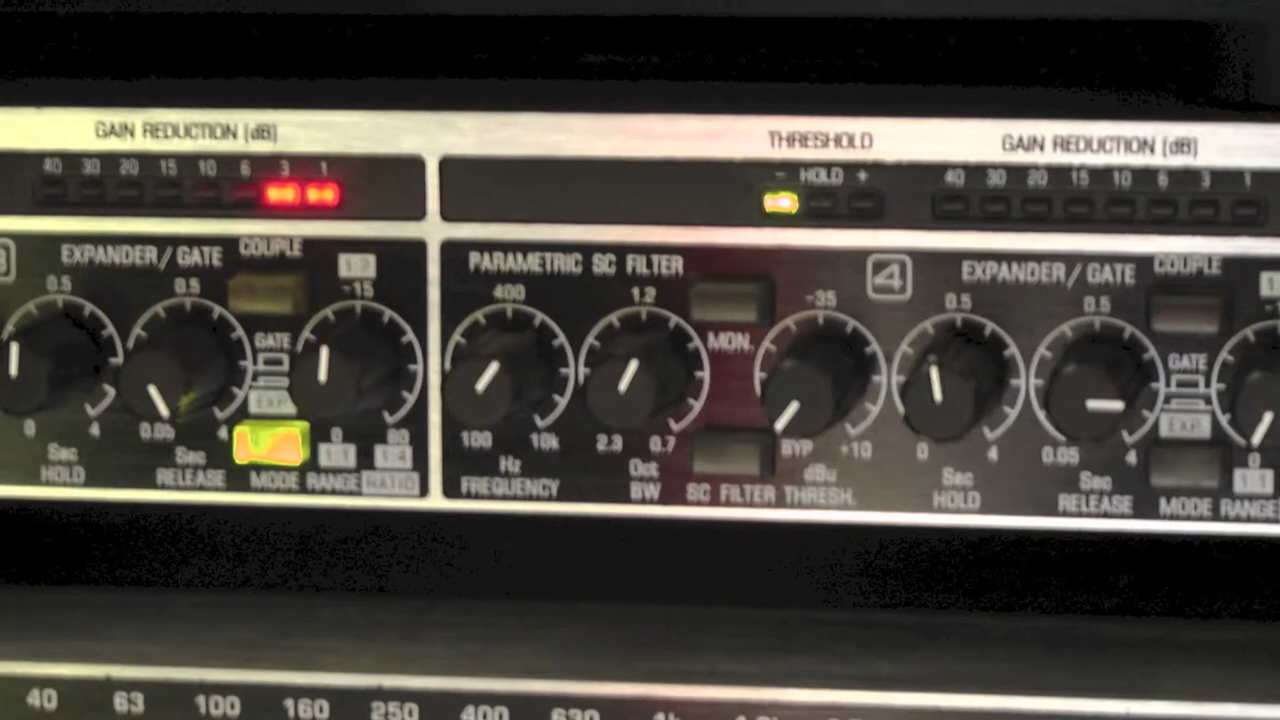 GAIN REDUCTION (dB)
40 30 20 15 10 6 3 1
THRESHOLD
- HOLD +
GAIN REDUCTION (dB)
40 30 20 15 10 6 3 1
EXPANDER/GATE
COUPLE
1:2
0.5
0.5
-15
GATE
EXP.
0 4
0.05 4
0 80
1:1 1:4
Sec
HOLD
Sec
RELEASE
MODE RANGE RATIO
PARAMETRIC SC FILTER
400
1.2
MON.
-35
100 10k
2.3 0.7
BYP +10
Hz
FREQUENCY
Oct
BW
SC FILTER
dBu
THRESH.
4
EXPANDER/GATE
COUPLE
0.5
0.5
GATE
EXP.
0 4
0.05 4
0
1:1
Sec
HOLD
Sec
RELEASE
MODE RANGE
40 63 100 160 250 400 630